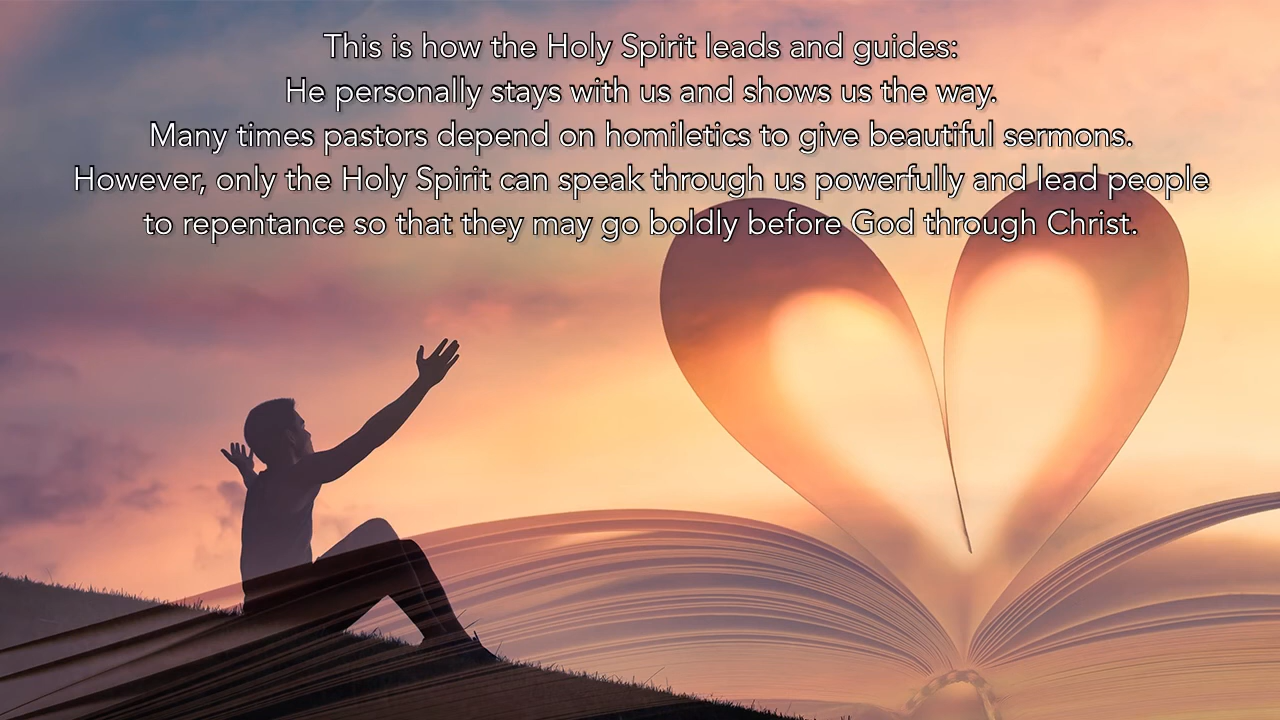 This is how the Holy Spirit leads and guides:
He personally stays with us and shows us the way.
Many times pastors depend on homiletics to give beautiful sermons.
However, only the Holy Spirit can speak through us powerfully and lead people
to repentance so that they may go boldly before God through Christ.